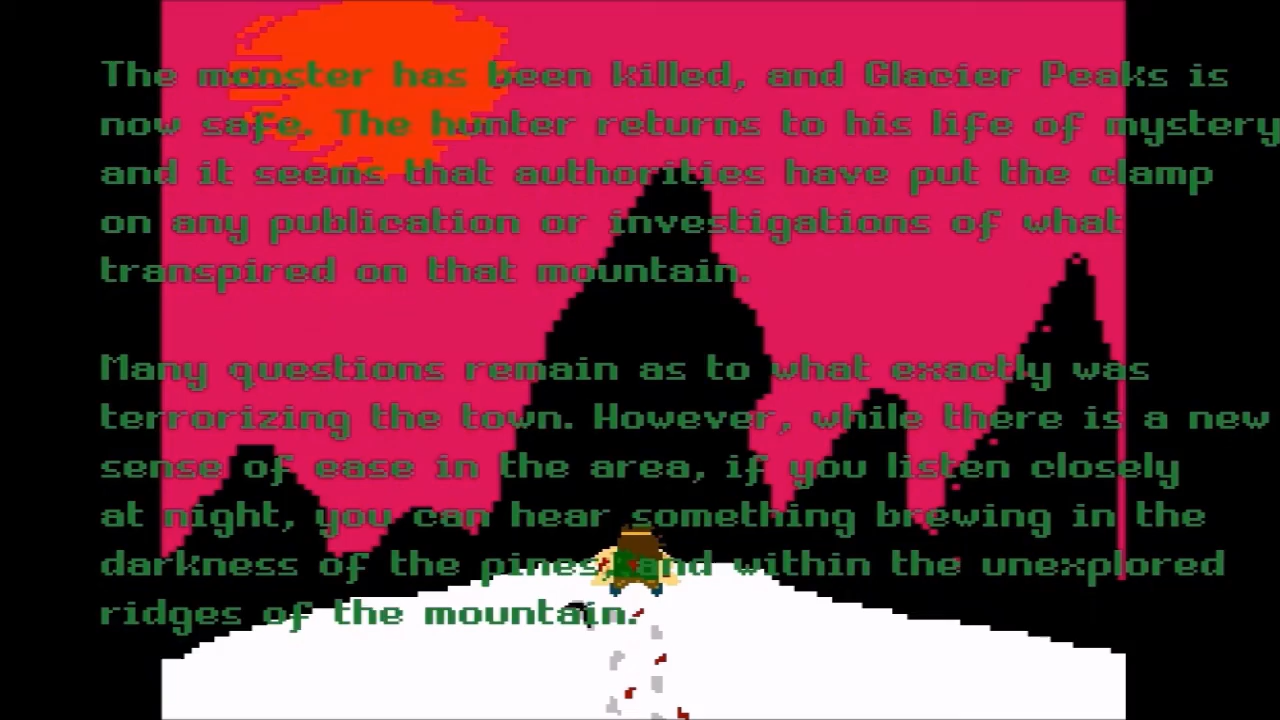 The monster has been killed, and Glacier Peaks is
now safe. The hunter returns to his life of mystery
and it seems that authorities have put the clamp
on any publication or investigations of what
transpired on that mountain.
Many questions remain as to what exactly was
terrorizing the town. However, while there is a new
sense of ease in the area, if you listen closely
at night, you can hear something brewing in the
darkness of the pines, and within the unexplored
ridges of the mountain.